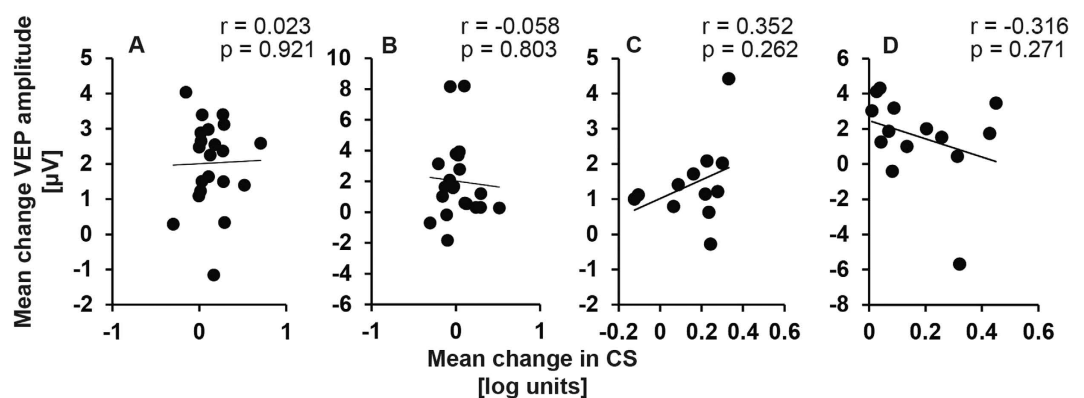 Mean change VEP amplitude
[µV]
A
r = 0.023
p = 0.921
5
4
3
2
1
0
-1
-2
-1 0 1
B
r = -0.058
p = 0.803
10
8
6
4
2
0
-2
-4
-6
-1 0 1
C
r = 0.352
p = 0.262
5
4
3
2
1
0
-1
-2
-0.2 0 0.2 0.4 0.6
D
r = -0.316
p = 0.271
6
4
2
0
-2
-4
-6
-8
0 0.2 0.4 0.6
Mean change in CS
[log units]